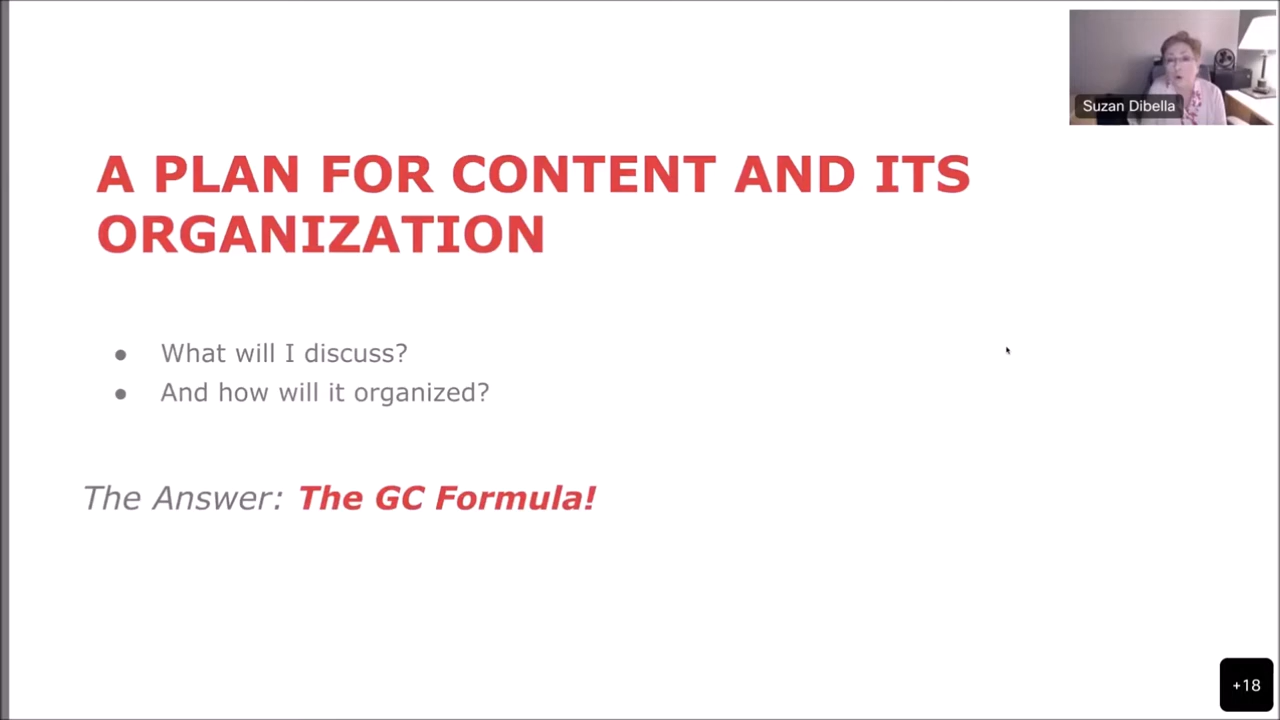 Suzan Dibella
A PLAN FOR CONTENT AND ITS
ORGANIZATION
● What will I discuss?
● And how will it organized?
The Answer: The GC Formula!
+18